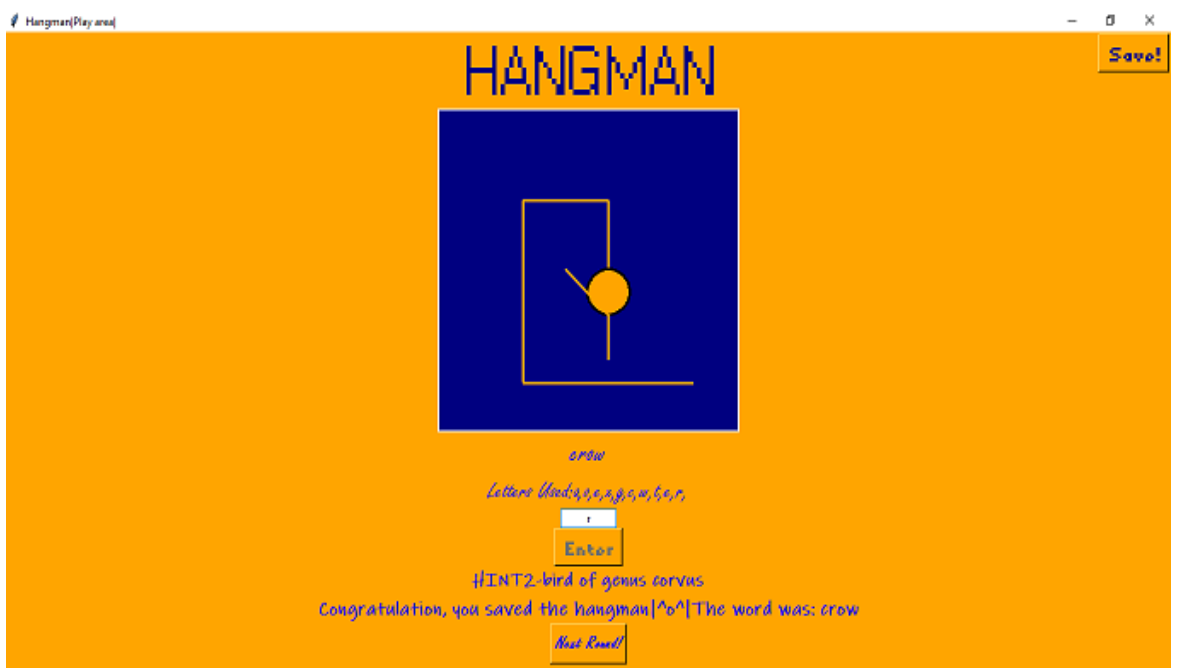 Hangman|Play area|
Save!
HANGMAN
crow
Letters Used:
r
Enter
HINT2-bird of genus corvus
Congratulation, you saved the hangman|^o^|The word was: crow
Next Round!